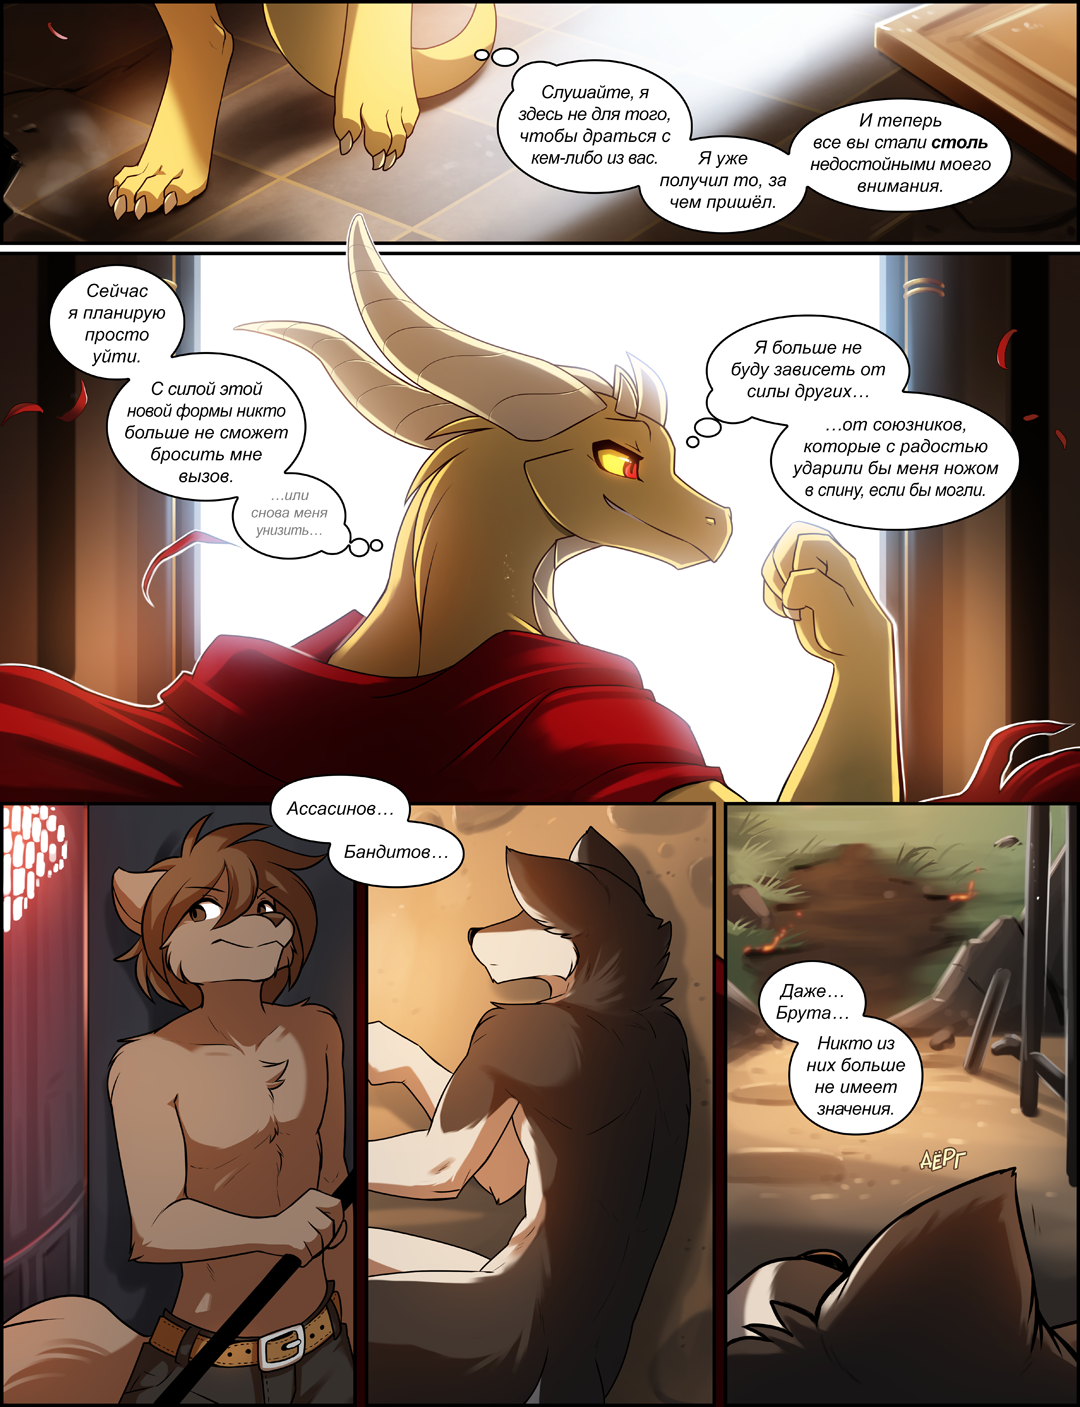 Слушайте, я
здесь не для того,
чтобы драться с
кем-либо из вас.
Я уже
получил то, за
чем пришёл.
И теперь
все вы стали столь
недостойными моего
внимания.
Сейчас
я планирую
просто
уйти.
С силой этой
новой формы никто
больше не сможет
бросить мне
вызов.
…или
снова меня
унизить…
Я больше не
буду зависеть от
силы других…
…от союзников,
которые с радостью
ударили бы меня ножом
в спину, если бы могли.
Ассасинов…
Бандитов…
Даже…
Брута…
Никто из
них больше
не имеет
значения.
ДЁРГ